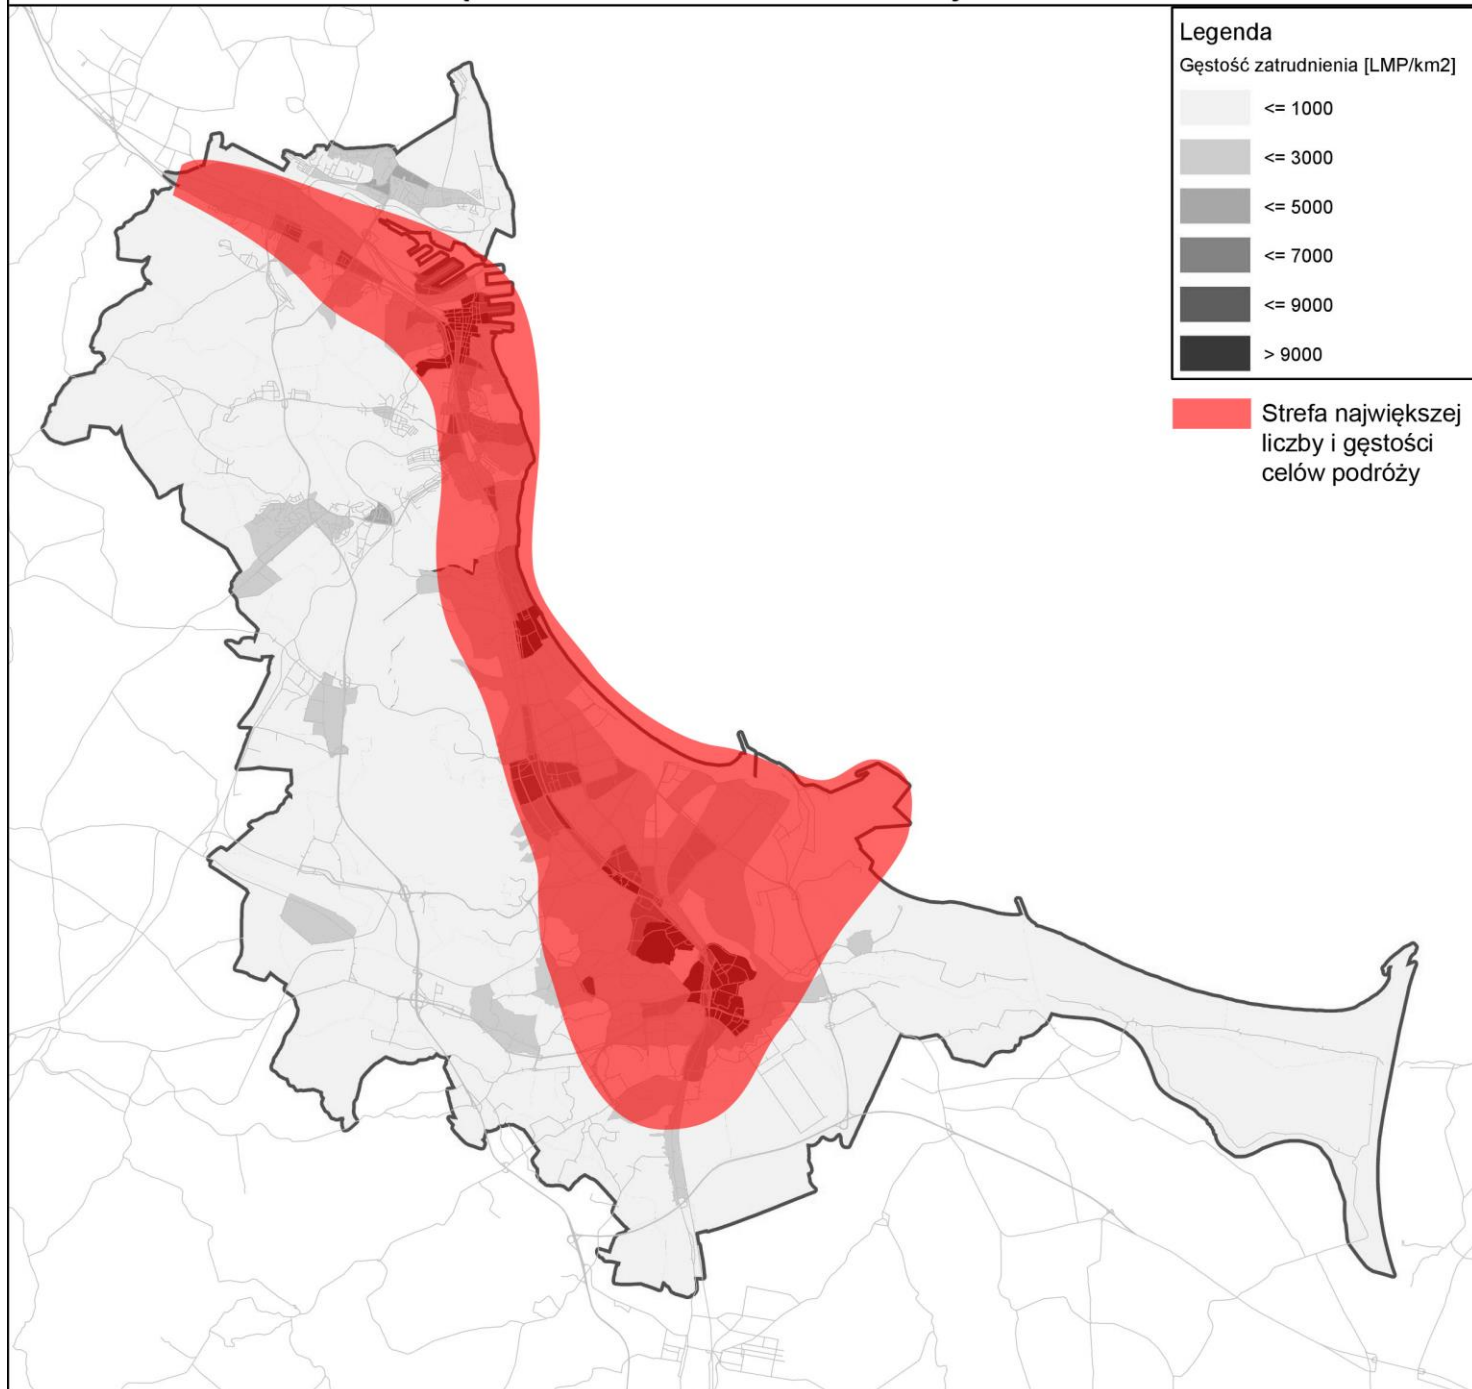 Legenda
Gęstość zatrudnienia [LMP/km2]
<= 1000
<= 3000
<= 5000
<= 7000
<= 9000
> 9000
Strefa największej
liczby i gęstości
celów podróży